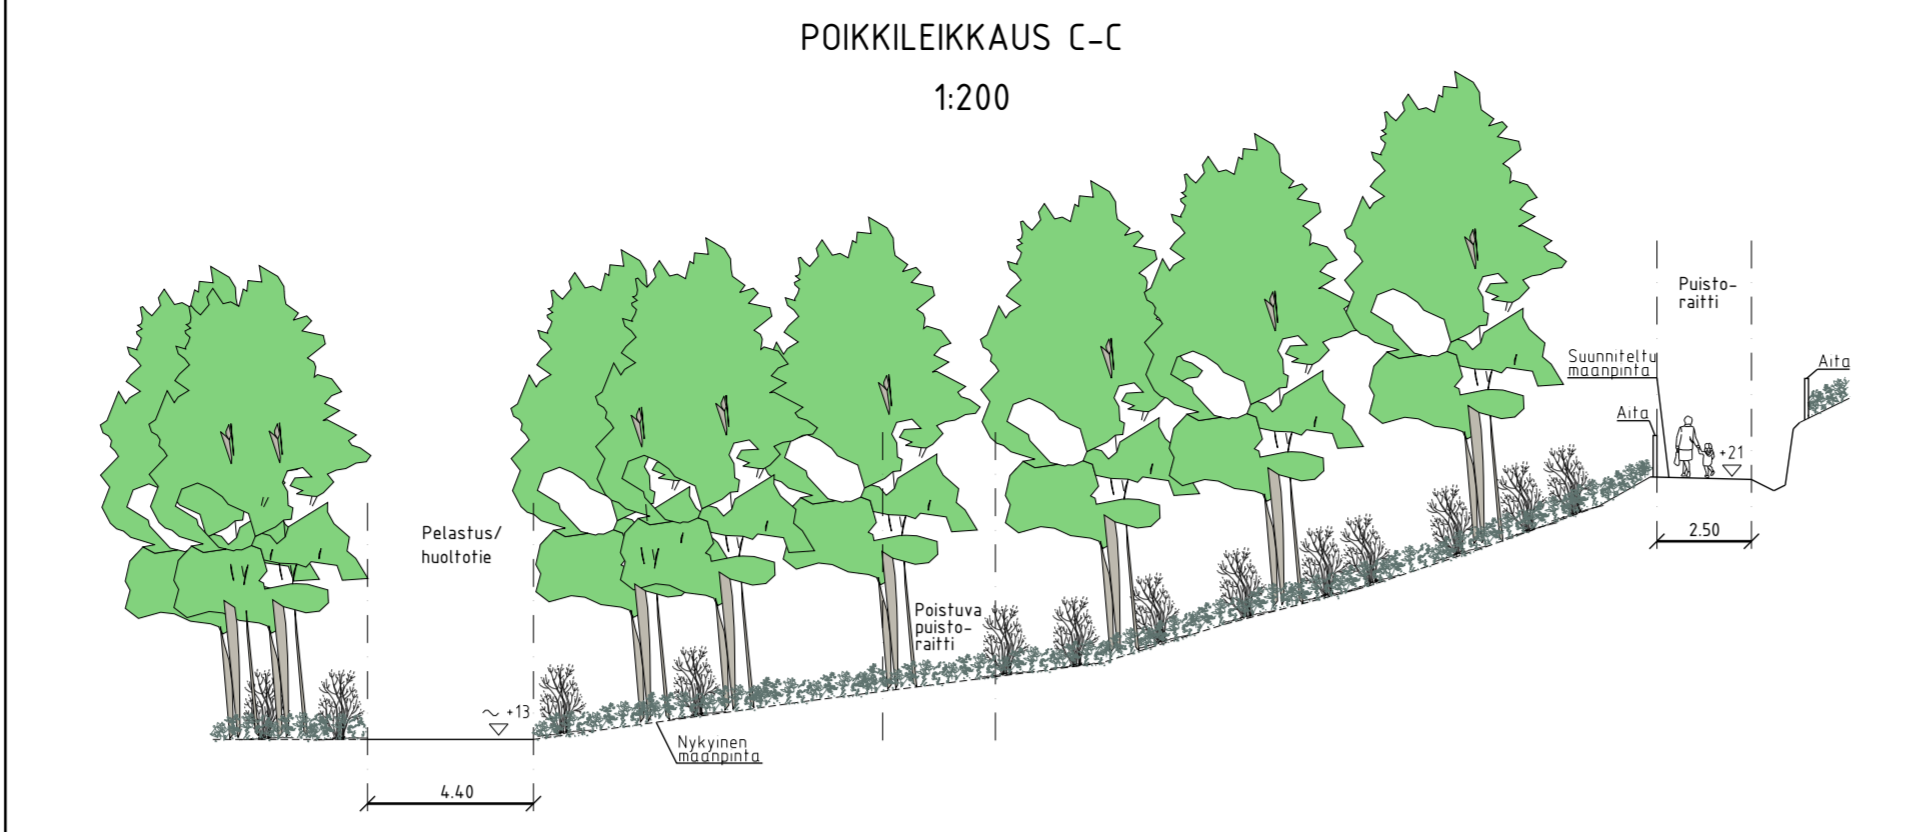 POIKKILEIKKAUS C-C
1:200
Puisto-
raitti
Suunniteltu
maanpinta
Aita
Aita
+21
2.50
Pelastus/
huoltotie
Poistuva
puisto-
raitti
~ +13
Nykyinen
maanpinta
4.40